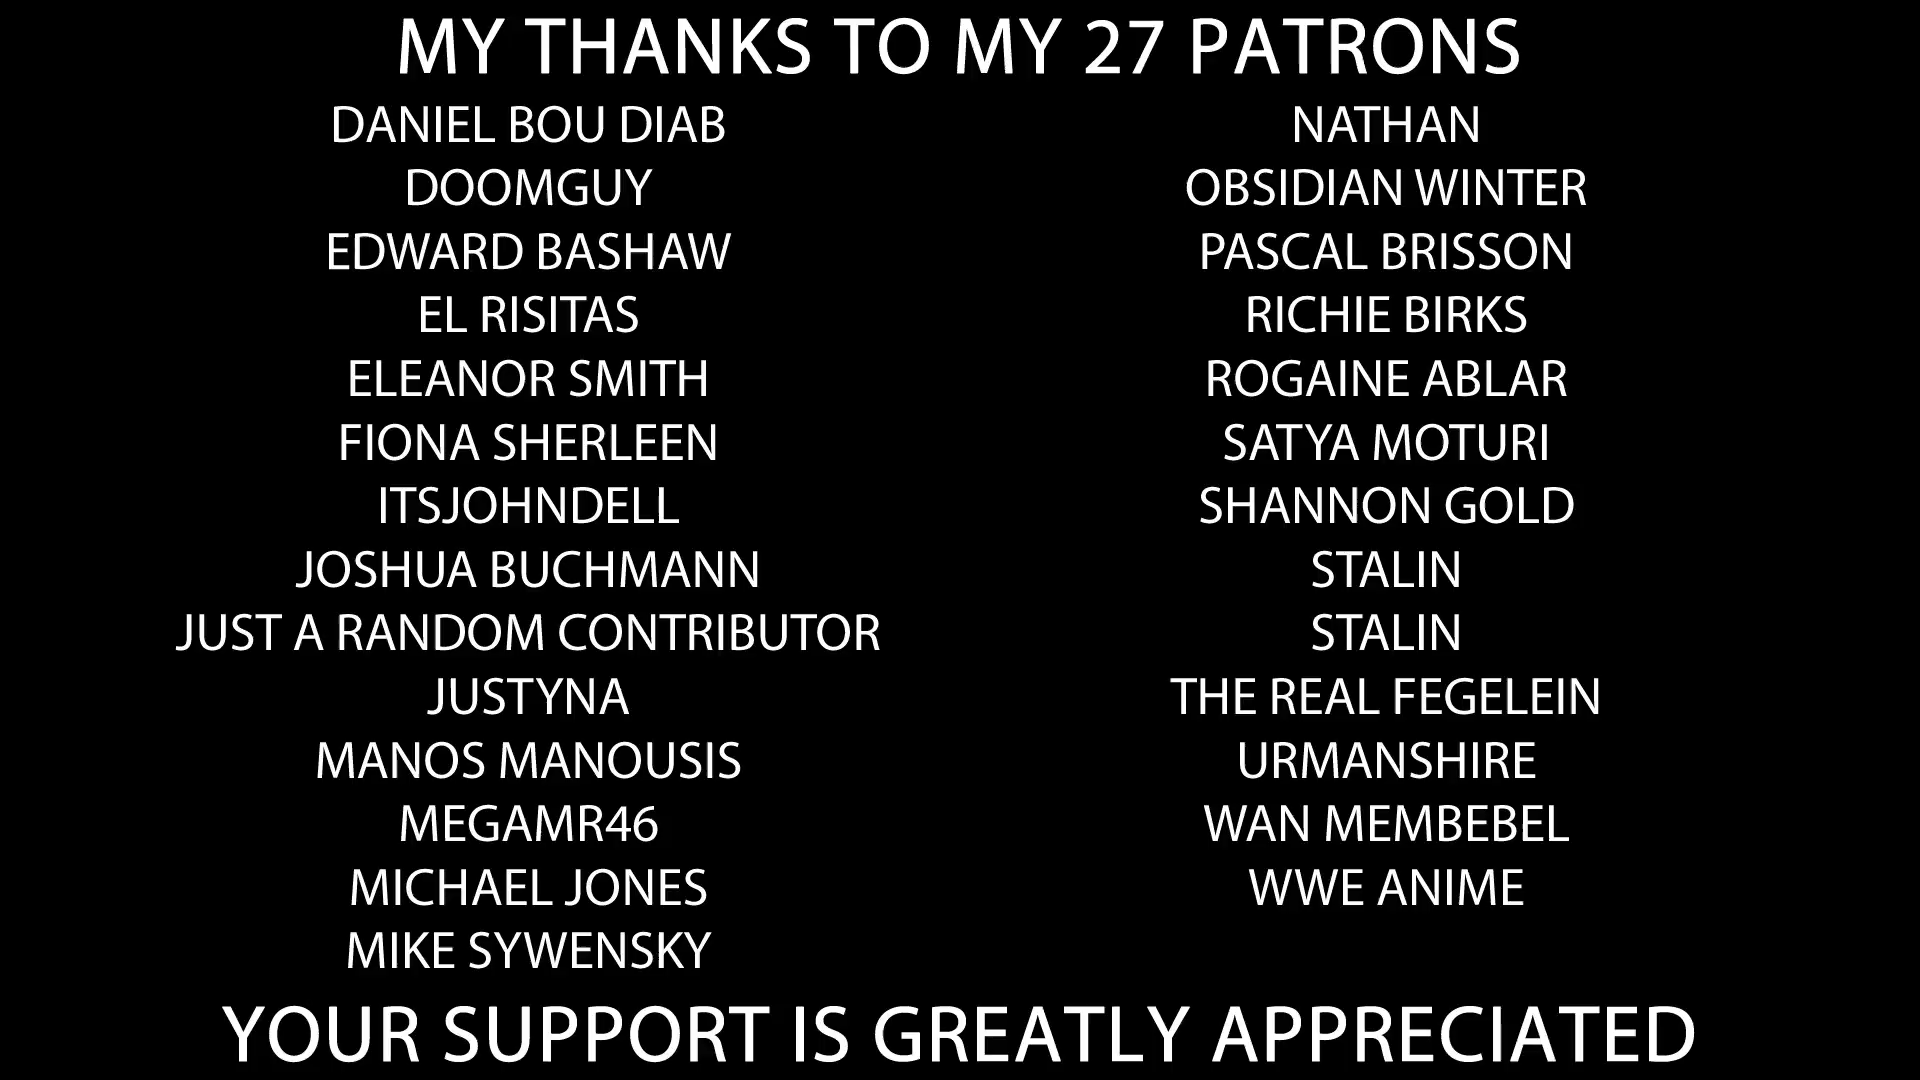 MY THANKS TO MY 27 PATRONS
DANIEL BOU DIAB
DOOMGUY
EDWARD BASHAW
EL RISITAS
ELEANOR SMITH
FIONA SHERLEEN
ITSJOHNDELL
JOSHUA BUCHMANN
JUST A RANDOM CONTRIBUTOR
JUSTYNA
MANOS MANOUSIS
MEGAMR46
MICHAEL JONES
MIKE SYWENSKY
NATHAN
OBSIDIAN WINTER
PASCAL BRISSON
RICHIE BIRKS
ROGAINE ABLAR
SATYA MOTURI
SHANNON GOLD
STALIN
STALIN
THE REAL FEGELEIN
URMANSHIRE
WAN MEMBEBEL
WWE ANIME
YOUR SUPPORT IS GREATLY APPRECIATED